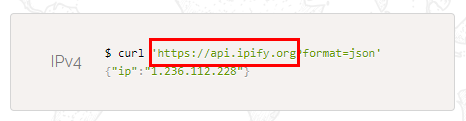 IPv4
$ curl 'https://api.ipify.org?format=json'
{"ip":"1.236.112.228"}